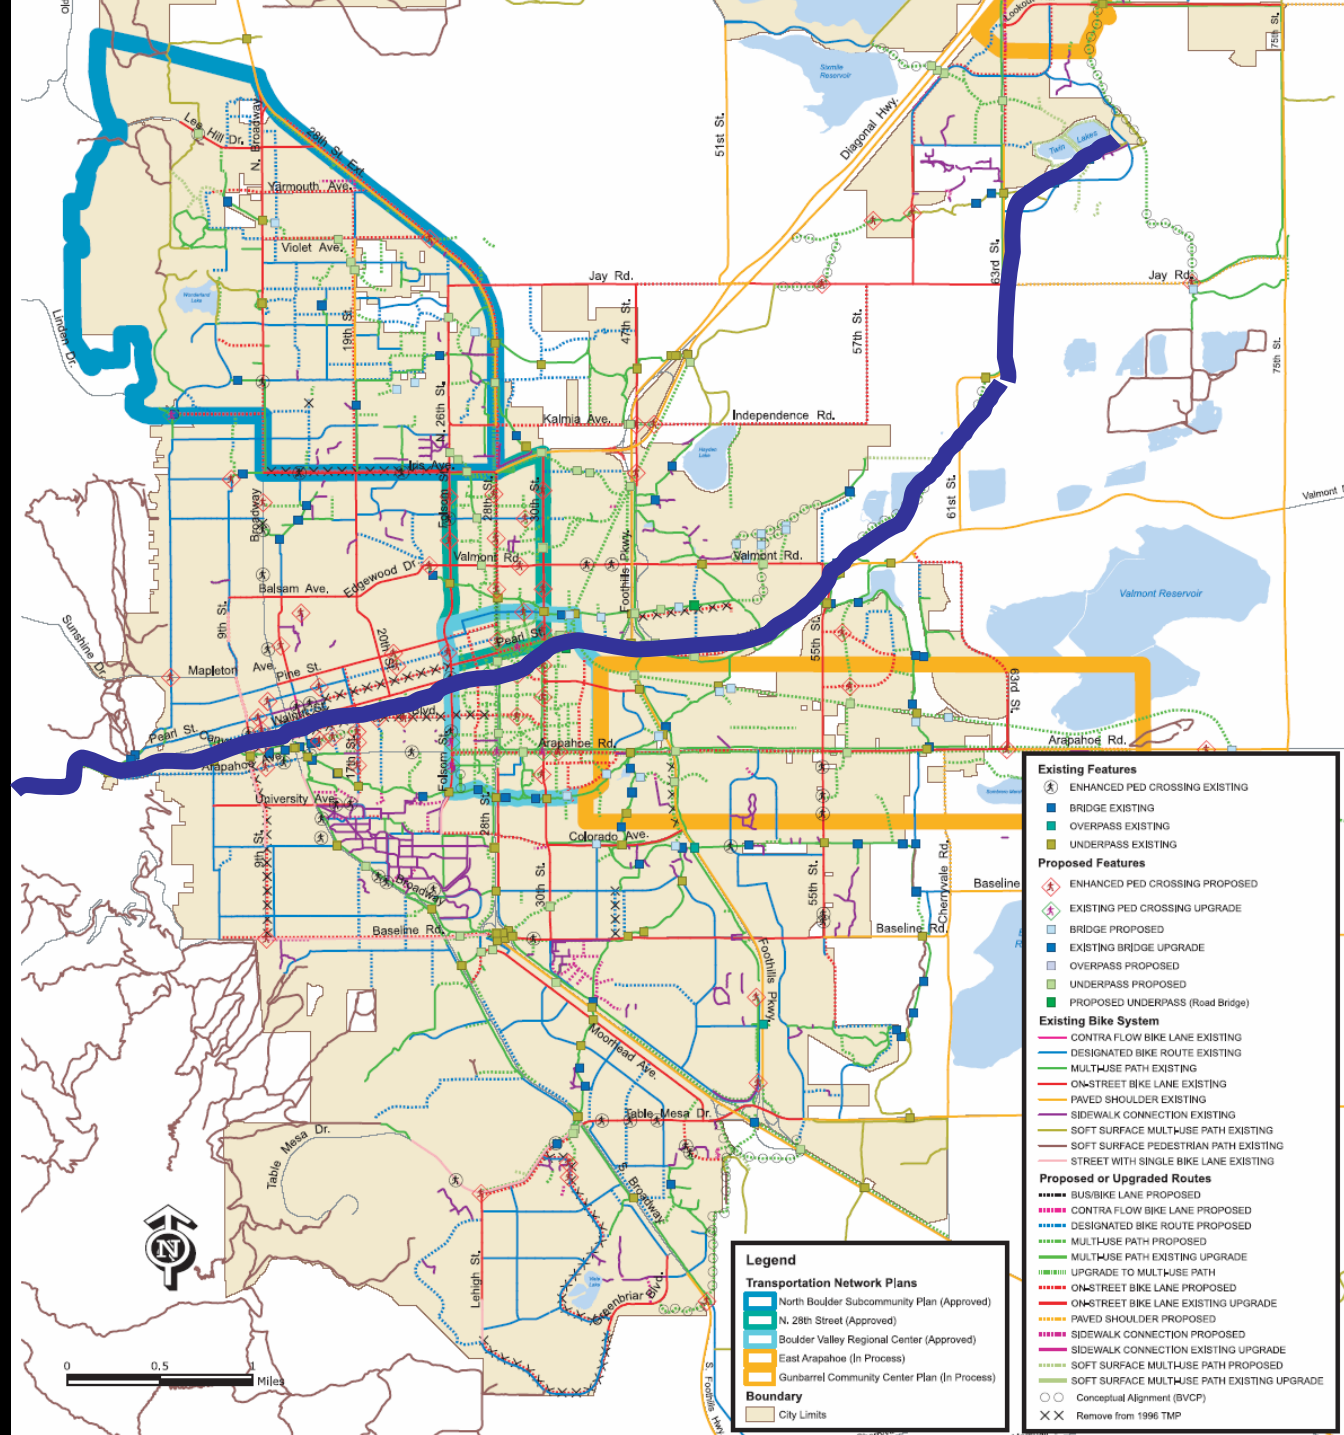 Sixmile
Reservoir
Lookout
75th St.
Diagonal Hwy.
51st St.
Twin Lakes
Lee Hill Dr.
N. Broadway
28th St. Ext.
Yarmouth Ave.
Violet Ave.
63rd St.
Jay Rd.
Jay Rd.
Wonderland
Lake
Linden Dr.
19th St.
47th St.
57th St.
75th St.
N. 26th St.
Kalmia Ave.
Independence Rd.
Iris Ave.
Hayden
Lake
Broadway
Folsom St.
28th St.
30th St.
61st St.
Valmont
Valmont Rd.
Valmont Rd.
Foothills Pkwy.
Edgewood Dr.
Balsam Ave.
Valmont Reservoir
9th St.
Sunshine Dr.
20th St.
Pearl St.
55th St.
Mapleton Ave.
Pine St.
63rd St.
Walnut St.
Pearl St.
Blvd.
Arapahoe Ave.
17th St.
Folsom St.
Arapahoe Rd.
Arapahoe Rd.
University Ave.
28th St.
Colorado Ave.
9th St.
Broadway
30th St.
55th St.
Cherryvale Rd.
Baseline
Baseline Rd.
Baseline Rd.
Foothills Pkwy.
Moorhead Ave.
Table Mesa Dr.
Table Mesa Dr.
S. Broadway
Lehigh St.
Greenbriar Blvd.
S. Foothills Hwy
N
0 0.5 1
Miles
Legend
Transportation Network Plans
North Boulder Subcommunity Plan (Approved)
N. 28th Street (Approved)
Boulder Valley Regional Center (Approved)
East Arapahoe (In Process)
Gunbarrel Community Center Plan (In Process)
Boundary
City Limits
Existing Features
ENHANCED PED CROSSING EXISTING
BRIDGE EXISTING
OVERPASS EXISTING
UNDERPASS EXISTING
Proposed Features
ENHANCED PED CROSSING PROPOSED
EXISTING PED CROSSING UPGRADE
BRIDGE PROPOSED
EXISTING BRIDGE UPGRADE
OVERPASS PROPOSED
UNDERPASS PROPOSED
PROPOSED UNDERPASS (Road Bridge)
Existing Bike System
CONTRA FLOW BIKE LANE EXISTING
DESIGNATED BIKE ROUTE EXISTING
MULTI-USE PATH EXISTING
ON-STREET BIKE LANE EXISTING
PAVED SHOULDER EXISTING
SIDEWALK CONNECTION EXISTING
SOFT SURFACE MULTI-USE PATH EXISTING
SOFT SURFACE PEDESTRIAN PATH EXISTING
STREET WITH SINGLE BIKE LANE EXISTING
Proposed or Upgraded Routes
BUS/BIKE LANE PROPOSED
CONTRA FLOW BIKE LANE PROPOSED
DESIGNATED BIKE ROUTE PROPOSED
MULTI-USE PATH PROPOSED
MULTI-USE PATH EXISTING UPGRADE
UPGRADE TO MULTI-USE PATH
ON-STREET BIKE LANE PROPOSED
ON-STREET BIKE LANE EXISTING UPGRADE
PAVED SHOULDER PROPOSED
SIDEWALK CONNECTION PROPOSED
SIDEWALK CONNECTION EXISTING UPGRADE
SOFT SURFACE MULTI-USE PATH PROPOSED
SOFT SURFACE MULTI-USE PATH EXISTING UPGRADE
Conceptual Alignment (BVCP)
Remove from 1996 TMP